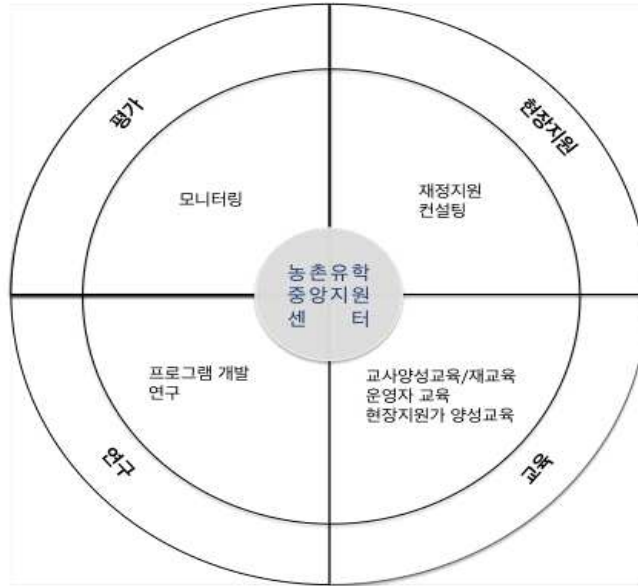 평가
현장지원
모니터링
재정지원
컨설팅
농촌유학
중앙지원
센 터
프로그램 개발
연구
교사양성교육/재교육
운영자 교육
현장지원가 양성교육
연구
교육